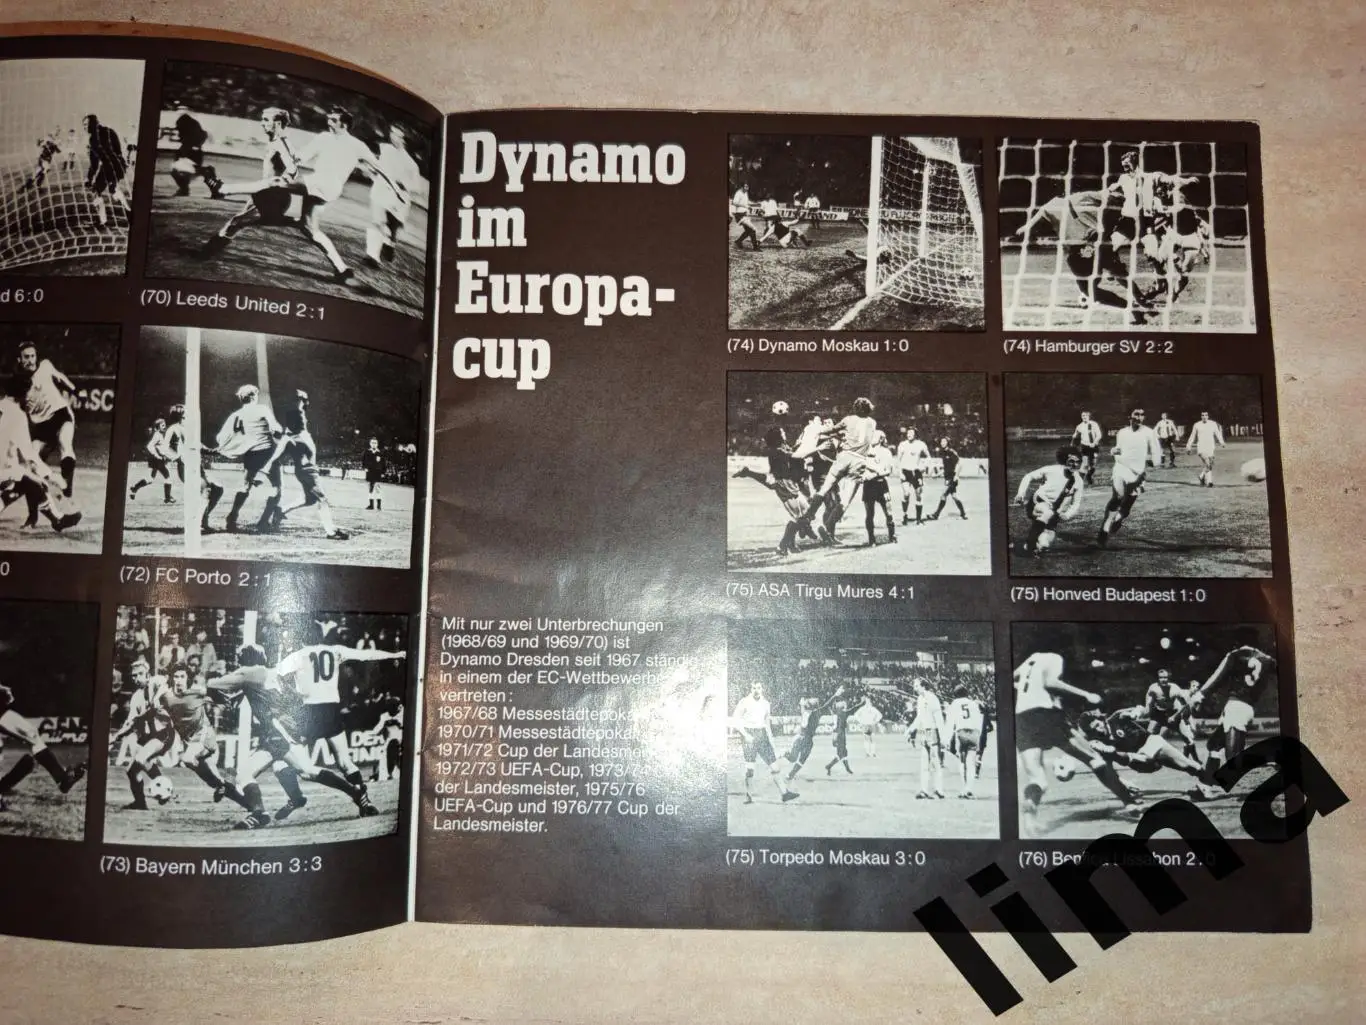 d 6:0
(70) Leeds United 2:1
0
(72) FC Porto 2:1
10
(73) Bayern München 3:3
Dynamo
im
Europa-
cup
Mit nur zwei Unterbrechungen
(1968/69 und 1969/70) ist
Dynamo Dresden seit 1967 ständig
in einem der EC-Wettbewerbe
vertreten:
1967/68 Messestädtepokal
1970/71 Messestädtepokal
1971/72 Cup der Landesmeister
1972/73 UEFA-Cup, 1973/74
der Landesmeister, 1975/76
UEFA-Cup und 1976/77 Cup der
Landesmeister.
(74) Dynamo Moskau 1:0
(74) Hamburger SV 2:2
(75) ASA Tirgu Mures 4:1
(75) Honved Budapest 1:0
5
3
(75) Torpedo Moskau 3:0
(76) Benfica Lissabon 2:0
lima